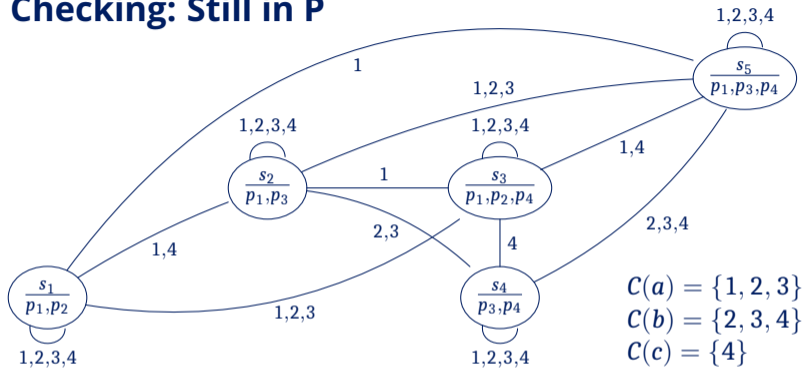 Checking: Still in P
1,2,3,4
s5
p1,p3,p4
1
1,2,3
1,2,3,4
1,2,3,4
1,4
s2
p1,p3
1
s3
p1,p2,p4
2,3
4
2,3,4
1,4
s1
p1,p2
1,2,3
s4
p3,p4
1,2,3,4
1,2,3,4
C(a) = {1, 2, 3}
C(b) = {2, 3, 4}
C(c) = {4}